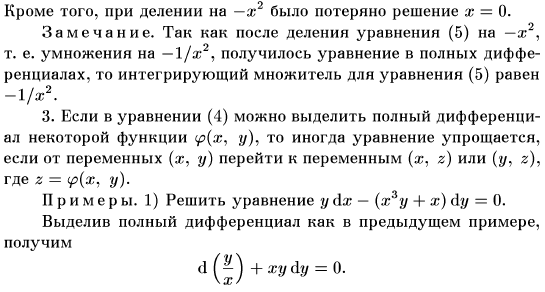 Кроме того, при делении на −x² было потеряно решение x = 0.
Замечание. Так как после деления уравнения (5) на −x²,
т. е. умножения на −1/x², получилось уравнение в полных диффе-
ренциалах, то интегрирующий множитель для уравнения (5) равен
−1/x².
3. Если в уравнении (4) можно выделить полный дифференци-
ал некоторой функции φ(x, y), то иногда уравнение упрощается,
если от переменных (x, y) перейти к переменным (x, z) или (y, z),
где z = φ(x, y).
Примеры. 1) Решить уравнение y dx − (x³y + x) dy = 0.
Выделив полный дифференциал как в предыдущем примере,
получим
d (y/x) + xy dy = 0.